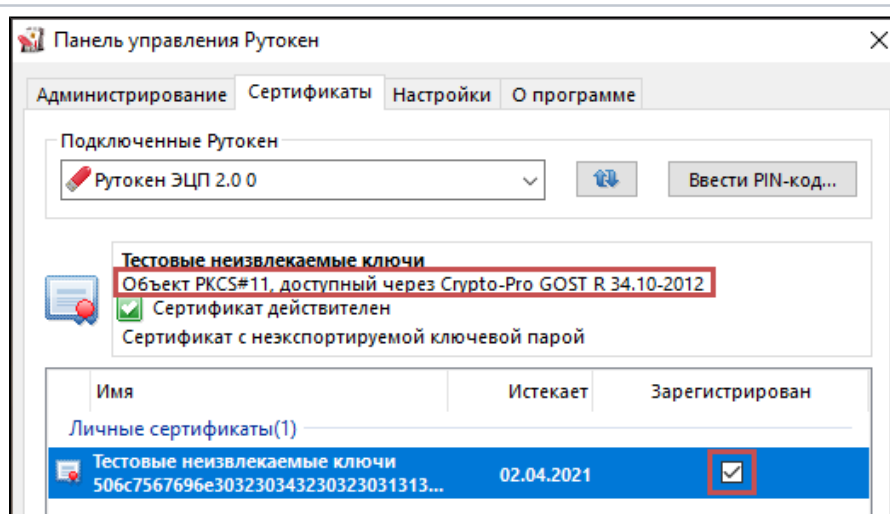 Панель управления Рутокен
Администрирование Сертификаты Настройки О программе
Подключенные Рутокен
Рутокен ЭЦП 2.0 0 Ввести PIN-код...
Тестовые неизвлекаемые ключи
Объект PKCS#11, доступный через Crypto-Pro GOST R 34.10-2012
Сертификат действителен
Сертификат с неэкспортируемой ключевой парой
Имя Истекает Зарегистрирован
Личные сертификаты(1)
Тестовые неизвлекаемые ключи
506c7567696e303230343230323031313... 02.04.2021